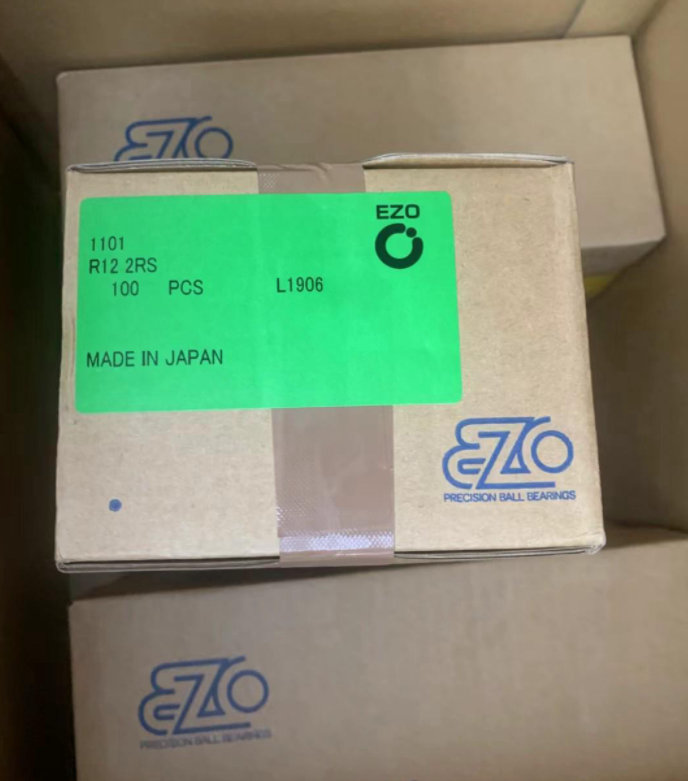 EZO
EZO
1101
R12 2RS
100 PCS L1906
MADE IN JAPAN
EZO
PRECISION BALL BEARINGS
EZO
PRECISION BALL BEARINGS